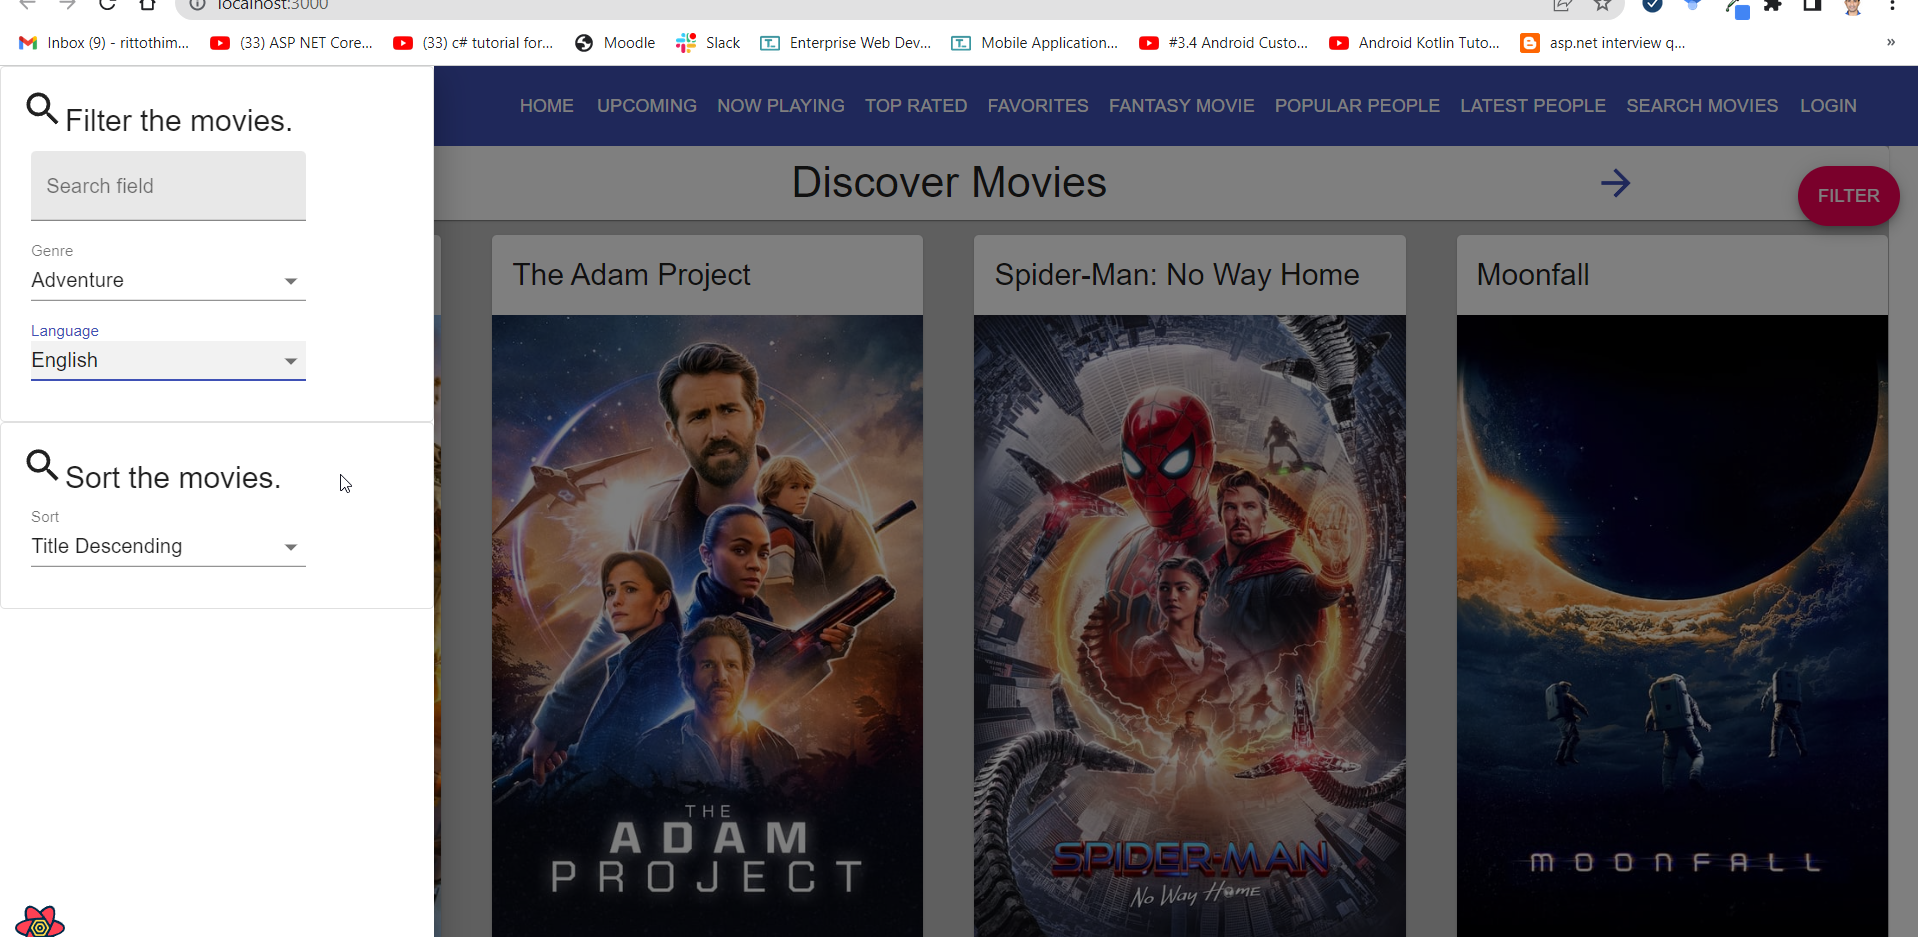 localhost:3000
Inbox (9) - rittothim... (33) ASP NET Core... (33) c# tutorial for... Moodle Slack Enterprise Web Dev... Mobile Application... #3.4 Android Custo... Android Kotlin Tuto... asp.net interview q... »
HOME UPCOMING NOW PLAYING TOP RATED FAVORITES FANTASY MOVIE POPULAR PEOPLE LATEST PEOPLE SEARCH MOVIES LOGIN
Filter the movies.
Search field
Genre
Adventure
Language
English
Sort the movies.
Sort
Title Descending
Discover Movies
FILTER
The Adam Project
Spider-Man: No Way Home
Moonfall
THE
ADAM
PROJECT
SPIDER-MAN
No Way Home
MOONFALL